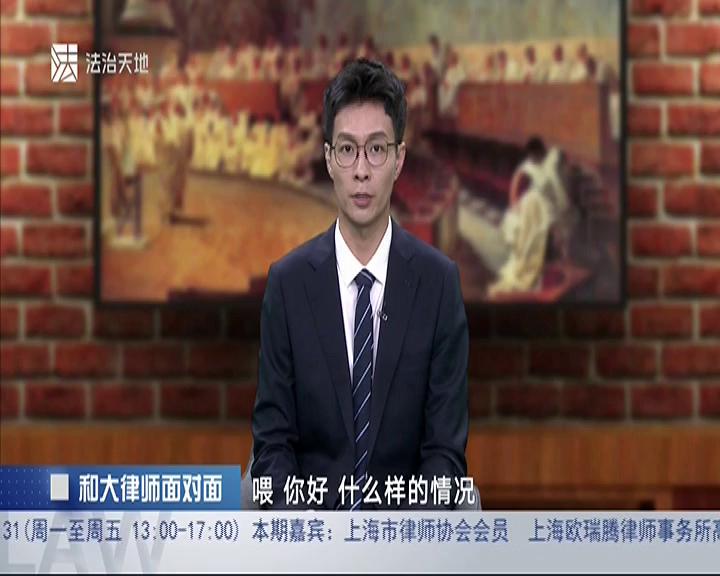 法治天地
和大律师面对面
喂 你好 什么样的情况
31(周一至周五 13:00-17:00) 本期嘉宾：上海市律师协会会员 上海欧瑞腾律师事务所高
LAW